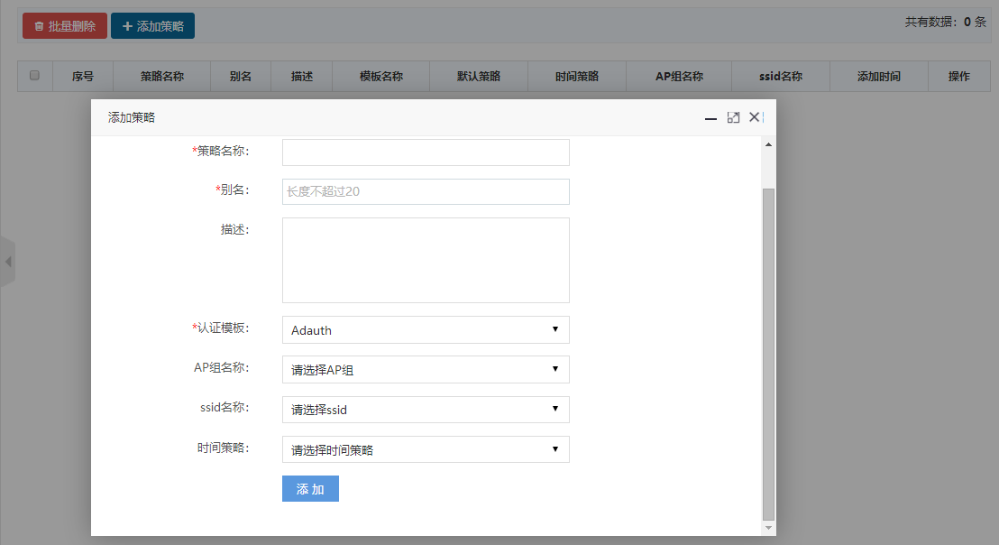 批量删除 添加策略 共有数据：0 条
序号 策略名称 别名 描述 模板名称 默认策略 时间策略 AP组名称 ssid名称 添加时间 操作
添加策略
*策略名称：
*别名： 长度不超过20
描述：
*认证模板： Adauth
AP组名称： 请选择AP组
ssid名称： 请选择ssid
时间策略： 请选择时间策略
添 加